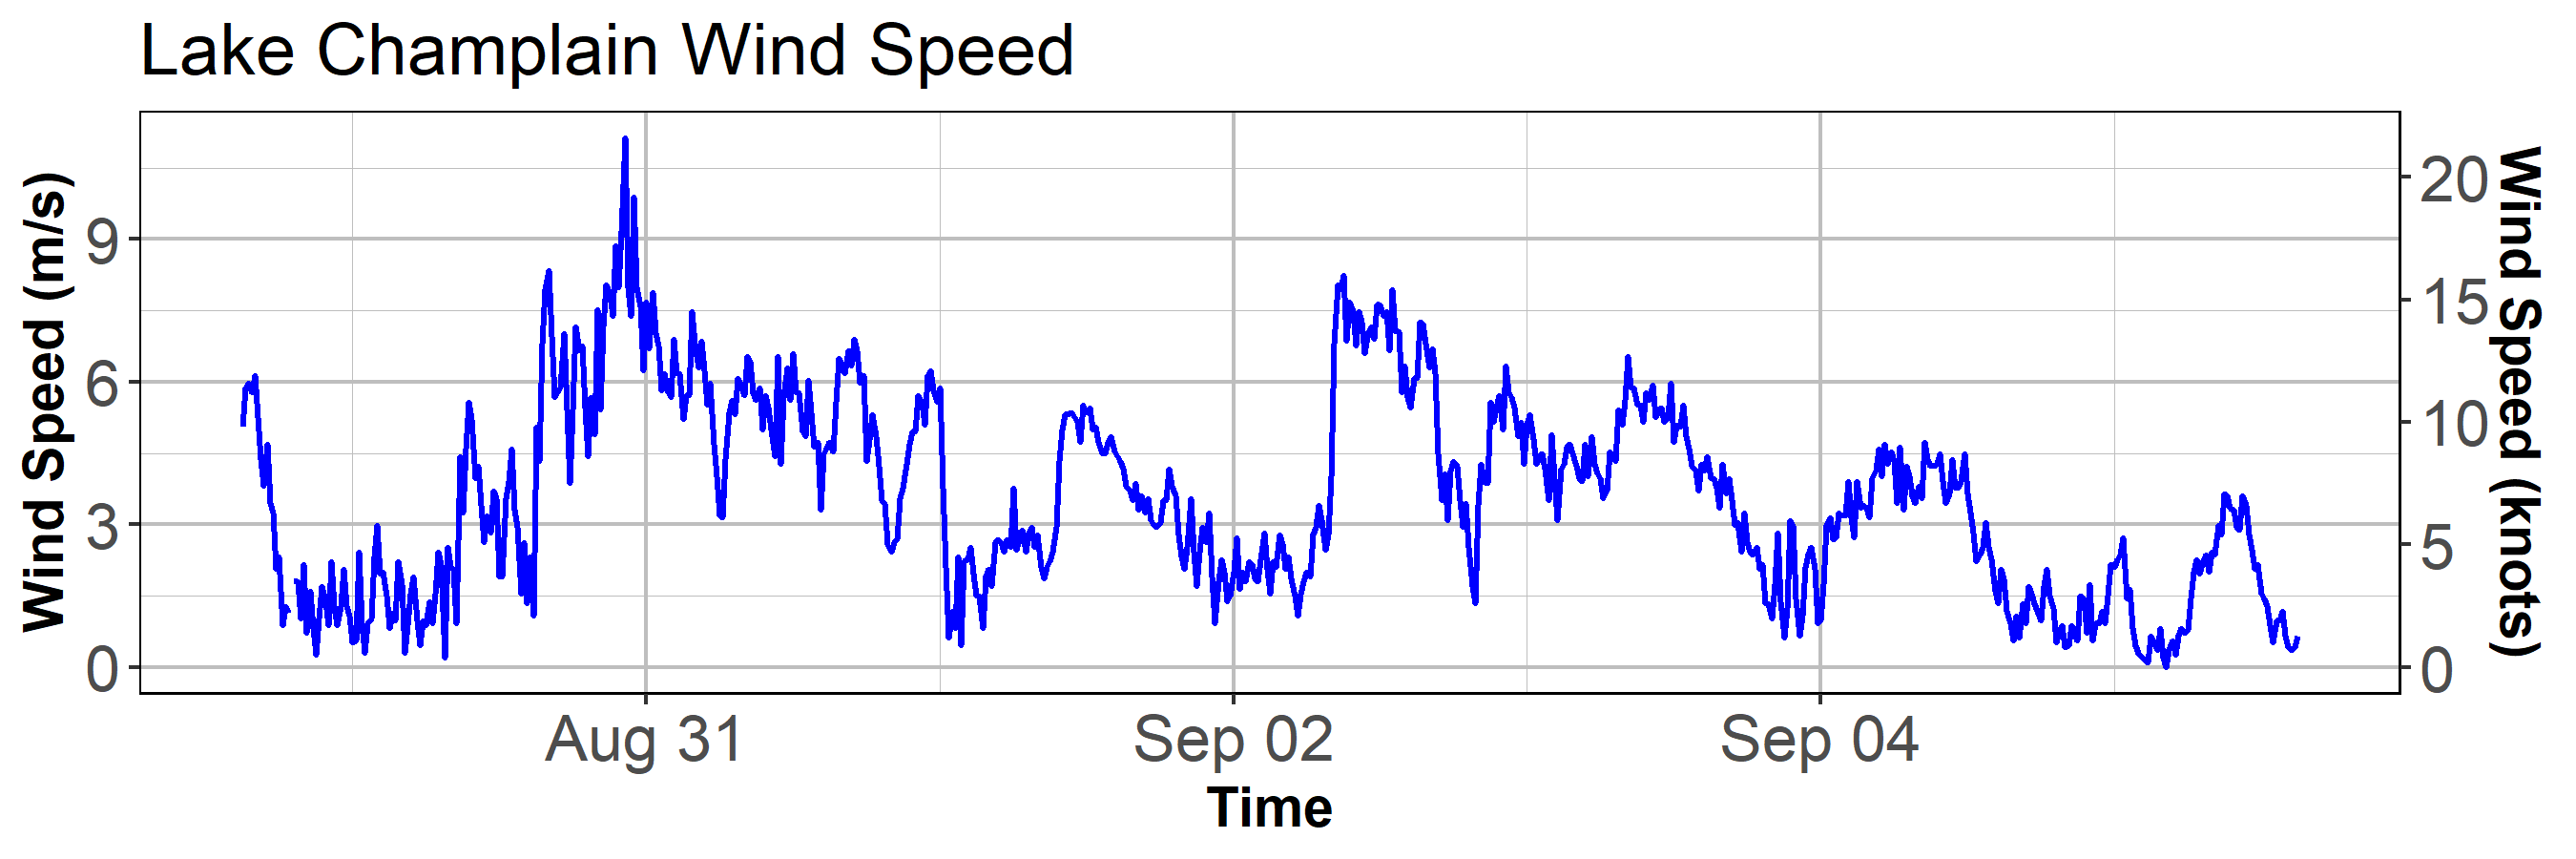 Lake Champlain Wind Speed
Wind Speed (m/s)
9
6
3
0
20
15
10
5
0
Wind Speed (knots)
Aug 31
Sep 02
Sep 04
Time